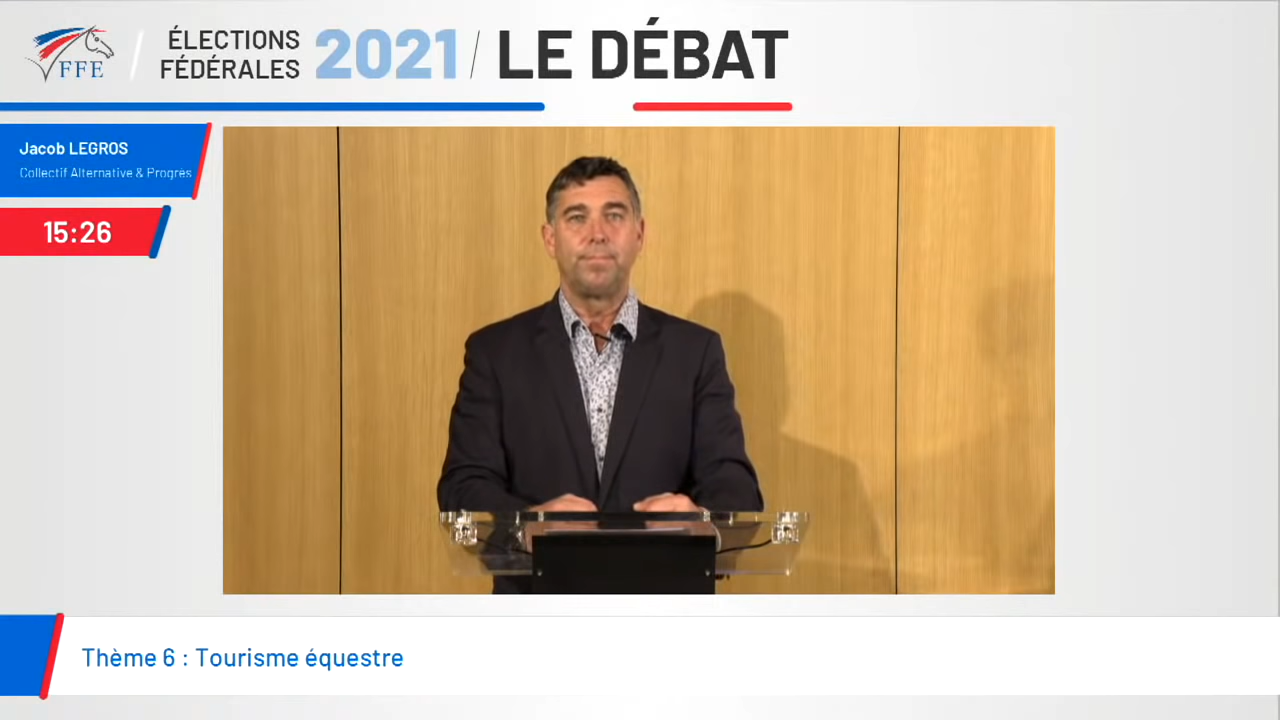 FFE
ÉLECTIONS
FÉDÉRALES
2021
LE DÉBAT
Jacob LEGROS
Collectif Alternative & Progrès
15:26
Thème 6 : Tourisme équestre